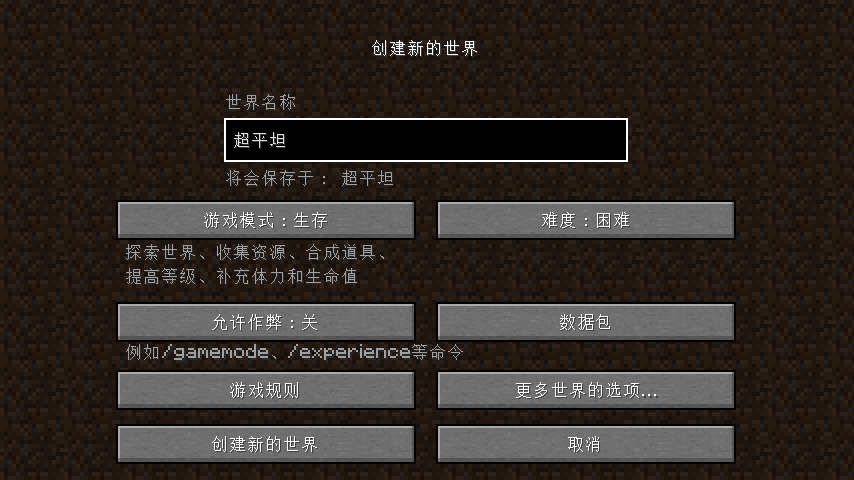 创建新的世界
世界名称
超平坦
将会保存于： 超平坦
游戏模式：生存
难度：困难
探索世界、收集资源、合成道具、
提高等级、补充体力和生命值
允许作弊：关
数据包
例如/gamemode、/experience等命令
游戏规则
更多世界的选项...
创建新的世界
取消